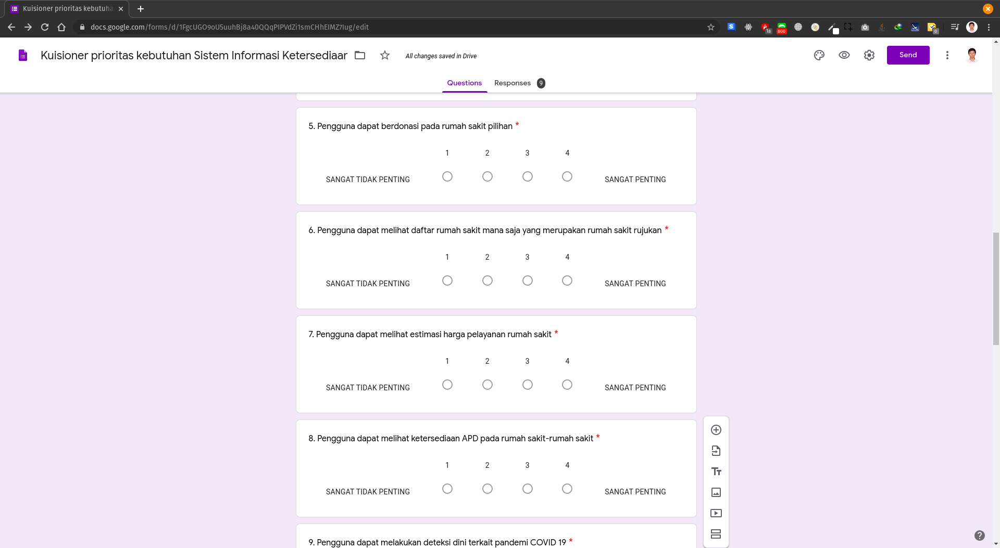 Kuisioner prioritas kebutuha
docs.google.com/forms/d/1FgcUGO9oU5uuhBj8a40QQqPIPVdZi1smCHhEIMZ7Iug/edit
18
800
0
Kuisioner prioritas kebutuhan Sistem Informasi Ketersediaar
All changes saved in Drive
Send
Questions
Responses 9
5. Pengguna dapat berdonasi pada rumah sakit pilihan *
1 2 3 4
SANGAT TIDAK PENTING SANGAT PENTING
6. Pengguna dapat melihat daftar rumah sakit mana saja yang merupakan rumah sakit rujukan *
1 2 3 4
SANGAT TIDAK PENTING SANGAT PENTING
7. Pengguna dapat melihat estimasi harga pelayanan rumah sakit *
1 2 3 4
SANGAT TIDAK PENTING SANGAT PENTING
8. Pengguna dapat melihat ketersediaan APD pada rumah sakit-rumah sakit *
1 2 3 4
SANGAT TIDAK PENTING SANGAT PENTING
9. Pengguna dapat melakukan deteksi dini terkait pandemi COVID 19 *